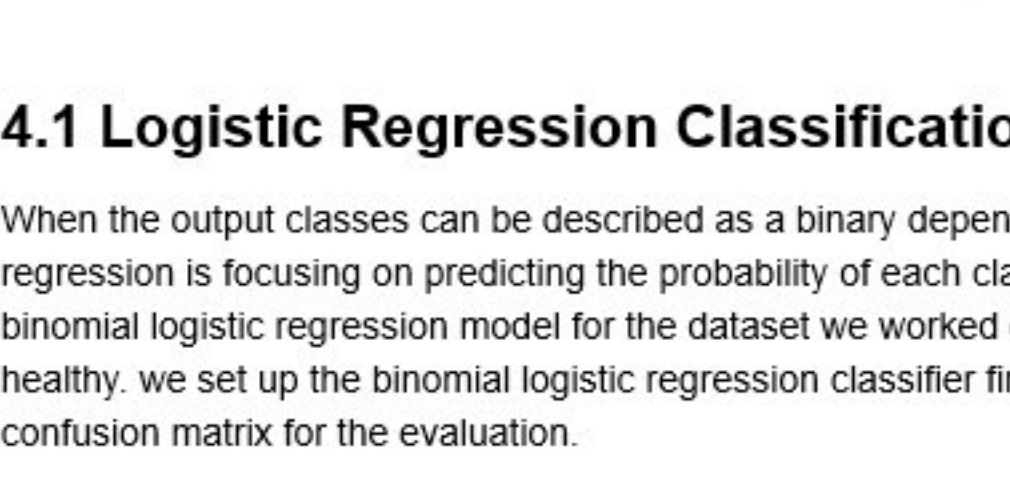 4.1 Logistic Regression Classificatio
When the output classes can be described as a binary depen
regression is focusing on predicting the probability of each cla
binomial logistic regression model for the dataset we worked
healthy. we set up the binomial logistic regression classifier fi
confusion matrix for the evaluation.